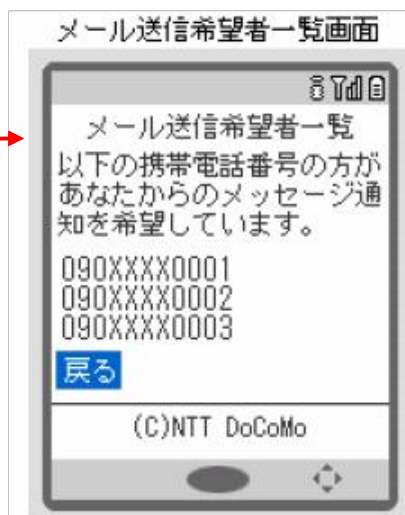 メール送信希望者一覧画面
メール送信希望者一覧
以下の携帯電話番号の方が
あなたからのメッセージ通
知を希望しています。
090XXXX0001
090XXXX0002
090XXXX0003
戻る
(C)NTT DoCoMo